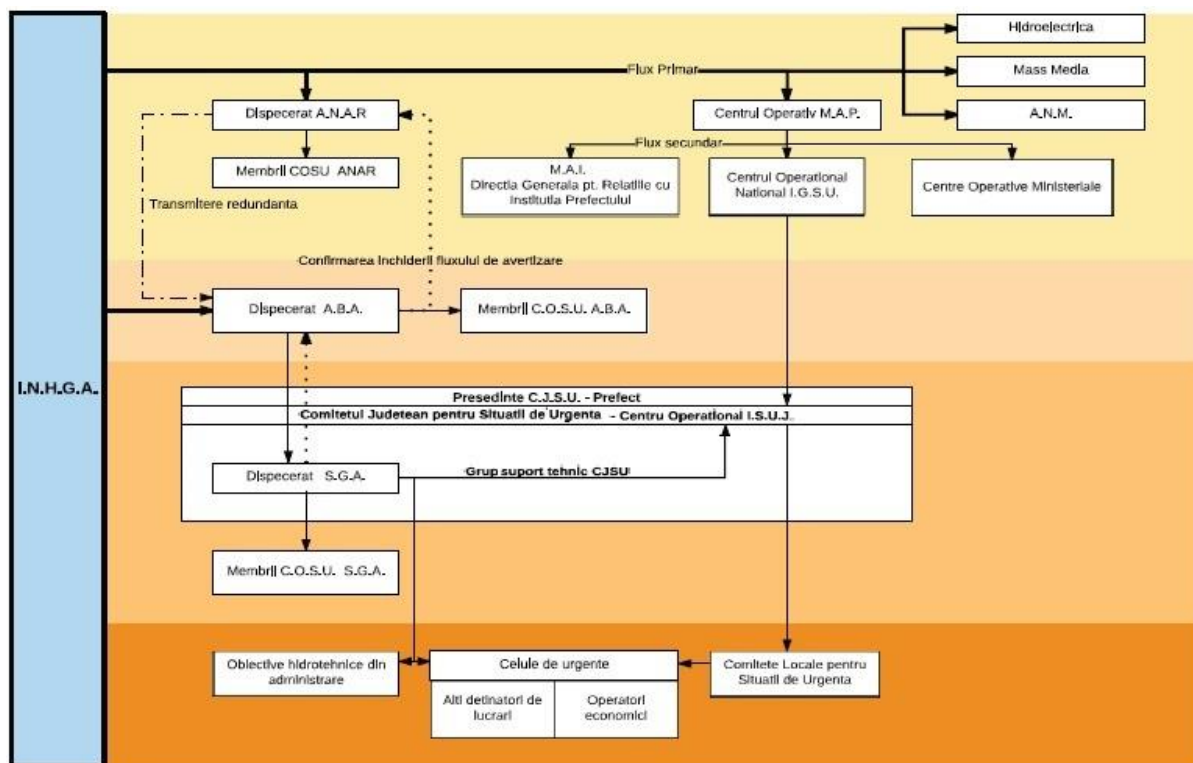 Hidroelectrica
Flux Primar
Mass Media
Dispecerat A.N.A.R
Centrul Operativ M.A.P.
A.N.M.
Flux secundar
Membrii COSU ANAR
M.A.I.
Directia Generala pt. Relatiile cu
Institutia Prefectului
Centrul Operational
National I.G.S.U.
Centre Operative Ministeriale
Transmitere redundanta
Confirmarea inchiderii fluxului de avertizare
Dispecerat A.B.A.
Membrii C.O.S.U. A.B.A.
I.N.H.G.A.
Presedinte C.J.S.U. - Prefect
Comitetul Judetean pentru Situatii de Urgenta - Centru Operational I.S.U.J.
Grup suport tehnic CJSU
Dispecerat S.G.A.
Membrii C.O.S.U. S.G.A.
Obiective hidrotehnice din
administrare
Celule de urgente
Comitete Locale pentru
Situatii de Urgenta
Alti detinatori de
lucrari
Operatori
economici